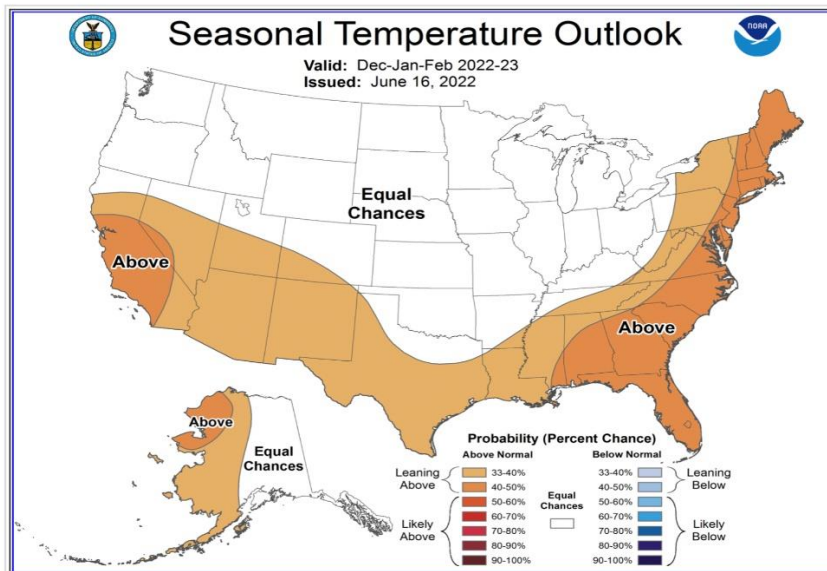 NOAA
Seasonal Temperature Outlook
Valid: Dec-Jan-Feb 2022-23
Issued: June 16, 2022
Equal
Chances
Above
Above
Above
Equal
Chances
Probability (Percent Chance)
Above Normal
Below Normal
Leaning
Above
33-40%
40-50%
50-60%
60-70%
70-80%
80-90%
90-100%
Likely
Above
Equal
Chances
33-40%
40-50%
50-60%
60-70%
70-80%
80-90%
90-100%
Leaning
Below
Likely
Below